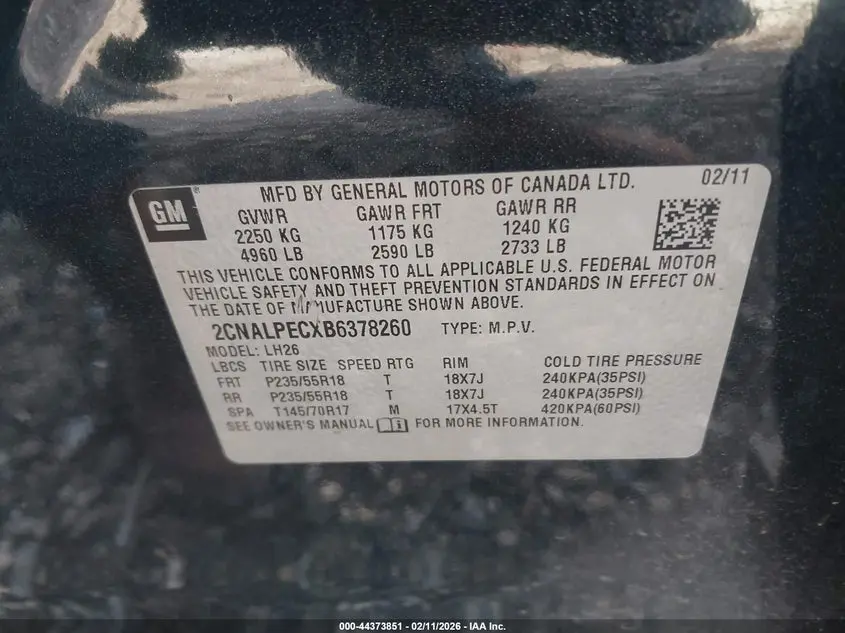 GM
MFD BY GENERAL MOTORS OF CANADA LTD. 02/11
GVWR GAWR FRT GAWR RR
2250 KG 1175 KG 1240 KG
4960 LB 2590 LB 2733 LB
THIS VEHICLE CONFORMS TO ALL APPLICABLE U.S. FEDERAL MOTOR
VEHICLE SAFETY AND THEFT PREVENTION STANDARDS IN EFFECT ON
THE DATE OF MANUFACTURE SHOWN ABOVE.
2CNALPECXB6378260 TYPE: M.P.V.
MODEL: LH26
LBCS TIRE SIZE SPEED RTG RIM COLD TIRE PRESSURE
FRT P235/55R18 T 18X7J 240KPA(35PSI)
RR P235/55R18 T 18X7J 240KPA(35PSI)
SPA T145/70R17 M 17X4.5T 420KPA(60PSI)
SEE OWNER'S MANUAL FOR MORE INFORMATION.
000-44373851 - 02/11/2026 - IAA Inc.